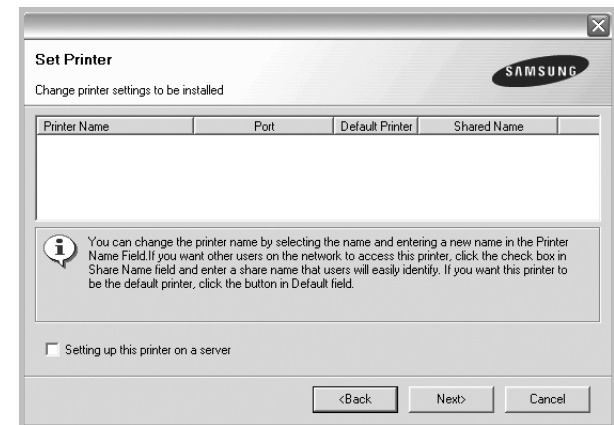 Set Printer
SAMSUNG
Change printer settings to be installed
Printer Name Port Default Printer Shared Name
You can change the printer name by selecting the name and entering a new name in the Printer
Name Field.If you want other users on the network to access this printer, click the check box in
Share Name field and enter a share name that users will easily identify. If you want this printer to
be the default printer, click the button in Default field.
Setting up this printer on a server
<Back Next> Cancel